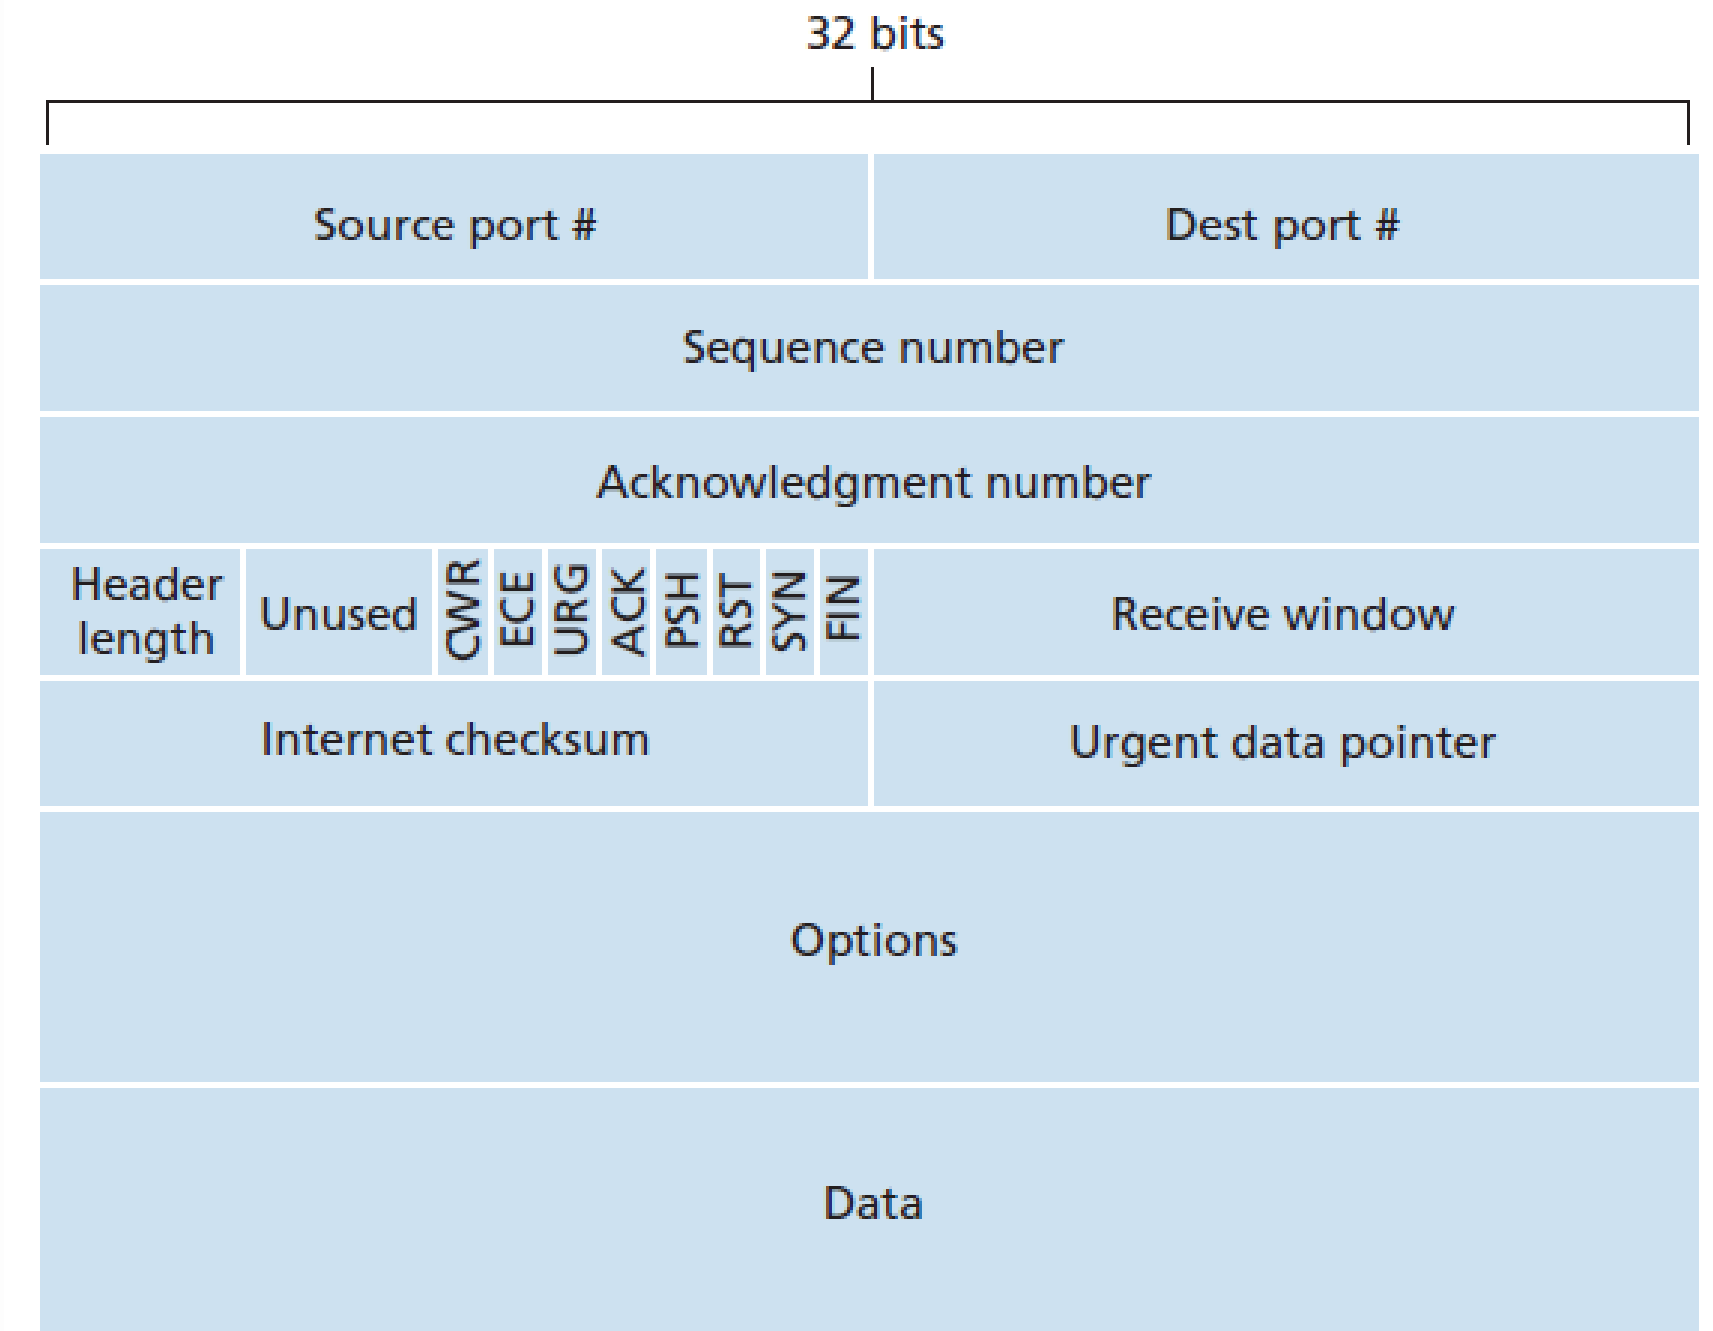 32 bits
Source port #
Dest port #
Sequence number
Acknowledgment number
Header
length
Unused
CWR
ECE
URG
ACK
PSH
RST
SYN
FIN
Receive window
Internet checksum
Urgent data pointer
Options
Data